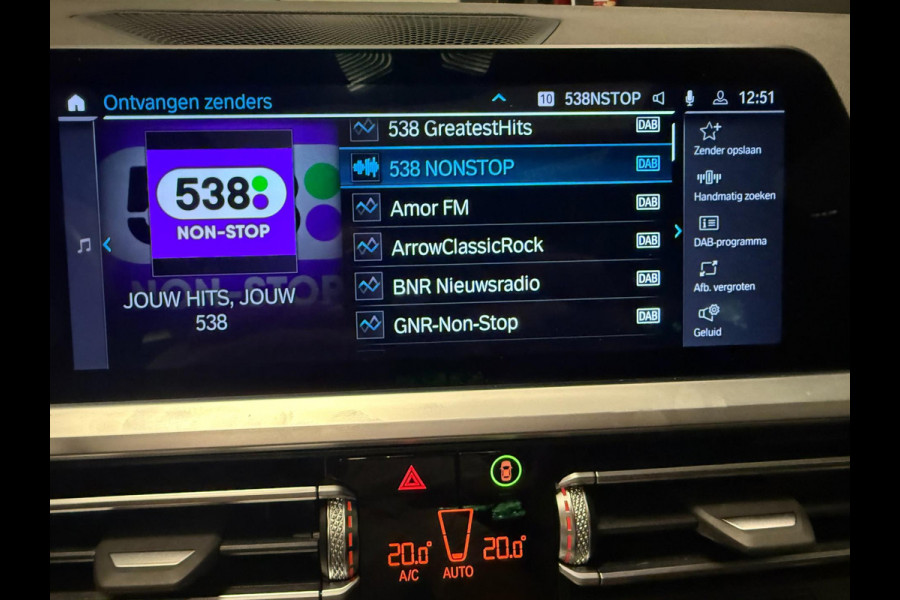 Ontvangen zenders
10 538NSTOP
12:51
538
NON-STOP
JOUW HITS, JOUW
538
538 GreatestHits DAB
538 NONSTOP DAB
Amor FM DAB
ArrowClassicRock DAB
BNR Nieuwsradio DAB
GNR-Non-Stop DAB
Zender opslaan
Handmatig zoeken
DAB-programma
Afb. vergroten
Geluid
20.0° 20.0°
A/C AUTO